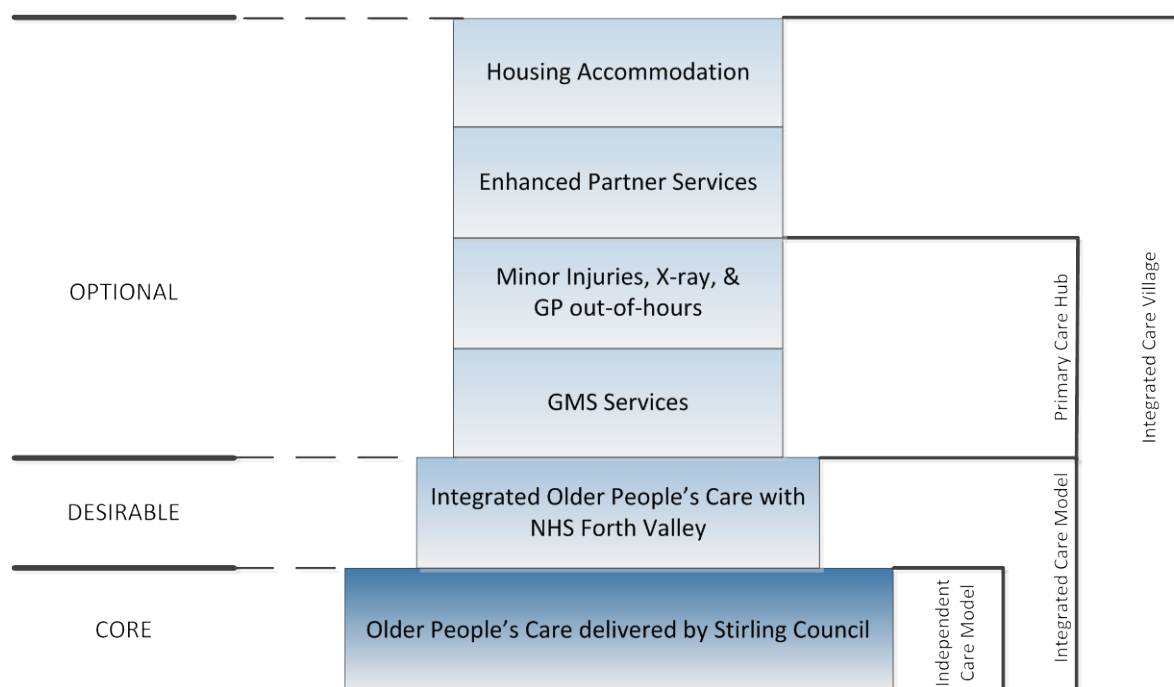 Housing Accommodation
Enhanced Partner Services
OPTIONAL
Minor Injuries, X-ray, &
GP out-of-hours
GMS Services
Primary Care Hub
Integrated Care Village
DESIRABLE
Integrated Older People’s Care with
NHS Forth Valley
Integrated Care Model
CORE
Older People’s Care delivered by Stirling Council
Independent
Care Model